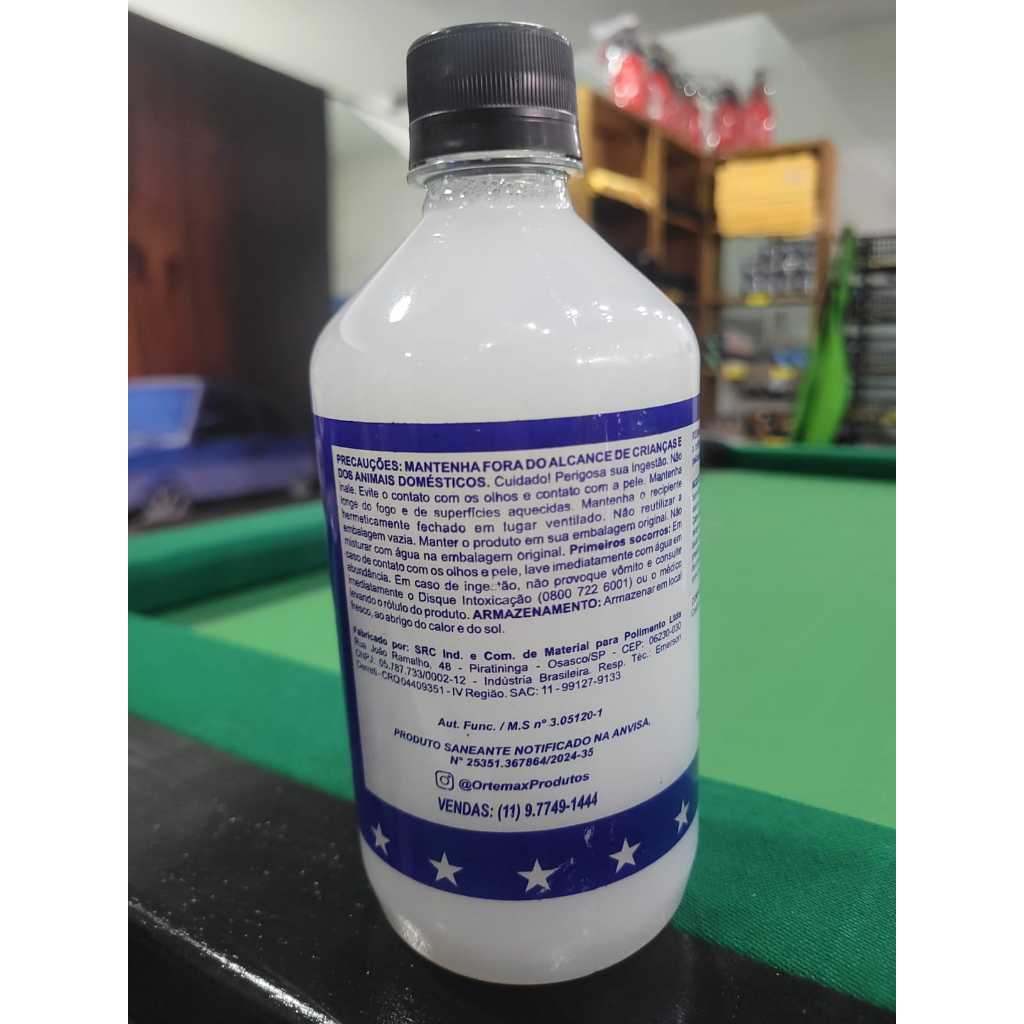 PRECAUÇÕES: MANTENHA FORA DO ALCANCE DE CRIANÇAS E
DOS ANIMAIS DOMÉSTICOS. Cuidado! Perigosa sua ingestão. Não
inale. Evite o contato com os olhos e contato com a pele. Mantenha
longe do fogo e de superfícies aquecidas. Mantenha o recipiente
hermeticamente fechado em lugar ventilado. Não reutilizar a
embalagem vazia. Manter o produto em sua embalagem original. Não
misturar com água na embalagem original. Primeiros socorros: Em
caso de contato com os olhos e pele, lave imediatamente com água em
abundância. Em caso de ingestão, não provoque vômito e consulte
imediatamente o Disque Intoxicação (0800 722 6001) ou o médico
levando o rótulo do produto. ARMAZENAMENTO: Armazenar em local
fresco, ao abrigo do calor e do sol.
Fabricado por: SRC Ind. e Com. de Material para Polimento Ltda
Rua João Ramalho, 48 - Piratininga - Osasco/SP - CEP: 06230-030
CNPJ: 05.787.733/0002-12 - Indústria Brasileira. Resp. Téc.: Emerson
- CRQ 04409351 - IV Região. SAC: 11 - 99127-9133
Aut. Func. / M.S nº 3.05120-1
PRODUTO SANEANTE NOTIFICADO NA ANVISA.
N° 25351.367864/2024-35
@OrtemaxProdutos
VENDAS: (11) 9.7749-1444